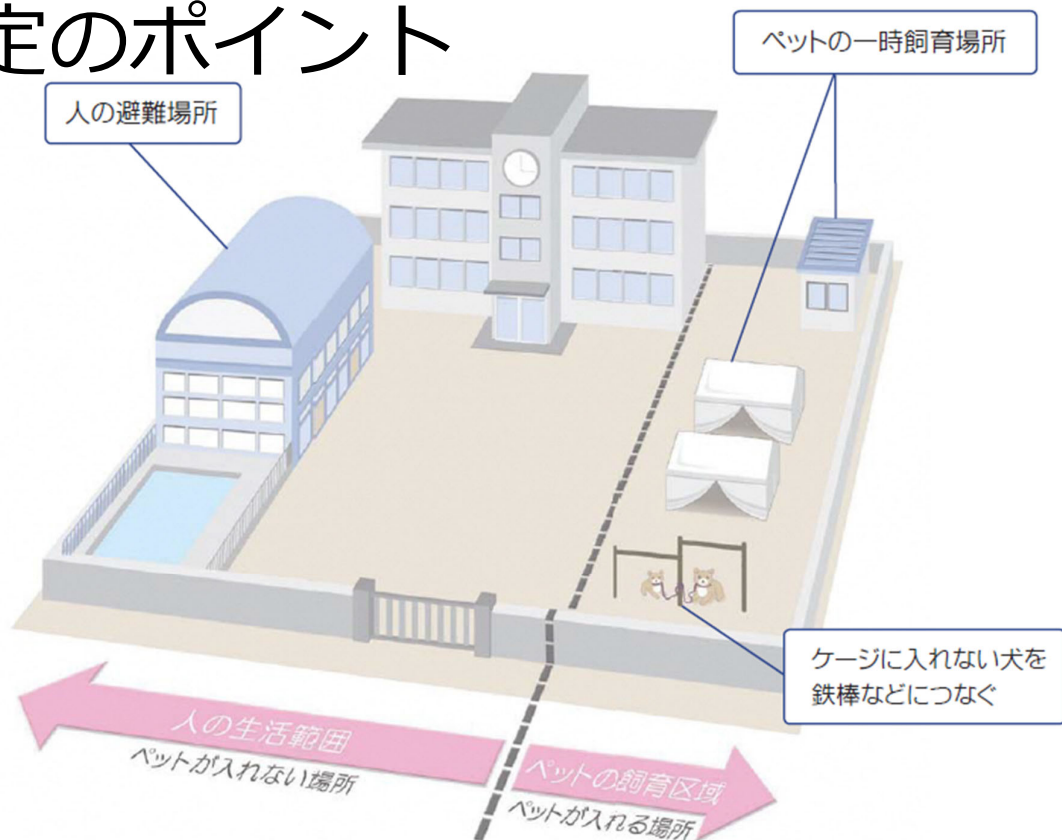 定のポイント
人の避難場所
ペットの一時飼育場所
ケージに入れない犬を
鉄棒などにつなぐ
人の生活範囲
ペットが入れない場所
ペットの飼育区域
ペットが入れる場所